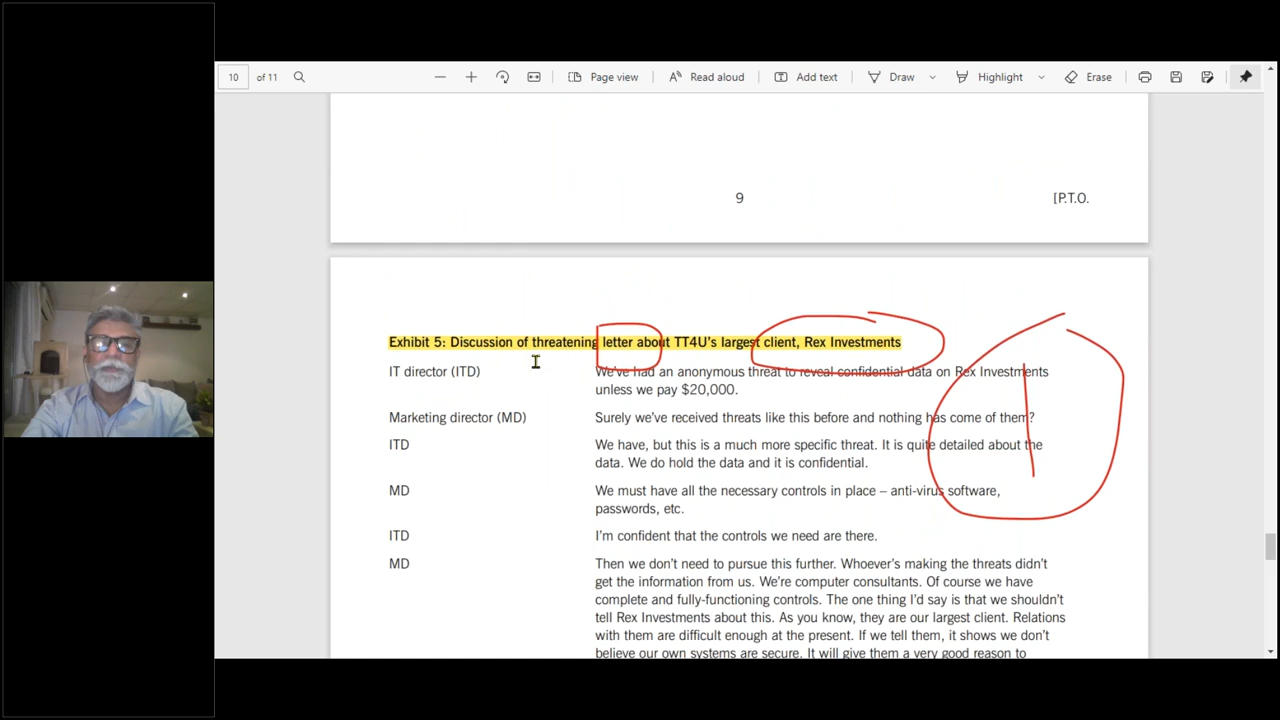 10 of 11 Page view Read aloud Add text Draw Highlight Erase
9 [P.T.O.
Exhibit 5: Discussion of threatening letter about TT4U's largest client, Rex Investments
IT director (ITD) We've had an anonymous threat to reveal confidential data on Rex Investments
unless we pay $20,000.
Marketing director (MD) Surely we've received threats like this before and nothing has come of them?
ITD We have, but this is a much more specific threat. It is quite detailed about the
data. We do hold the data and it is confidential.
MD We must have all the necessary controls in place – anti-virus software,
passwords, etc.
ITD I'm confident that the controls we need are there.
MD Then we don't need to pursue this further. Whoever's making the threats didn't
get the information from us. We're computer consultants. Of course we have
complete and fully-functioning controls. The one thing I'd say is that we shouldn't
tell Rex Investments about this. As you know, they are our largest client. Relations
with them are difficult enough at the present. If we tell them, it shows we don't
believe our own systems are secure. It will give them a very good reason to